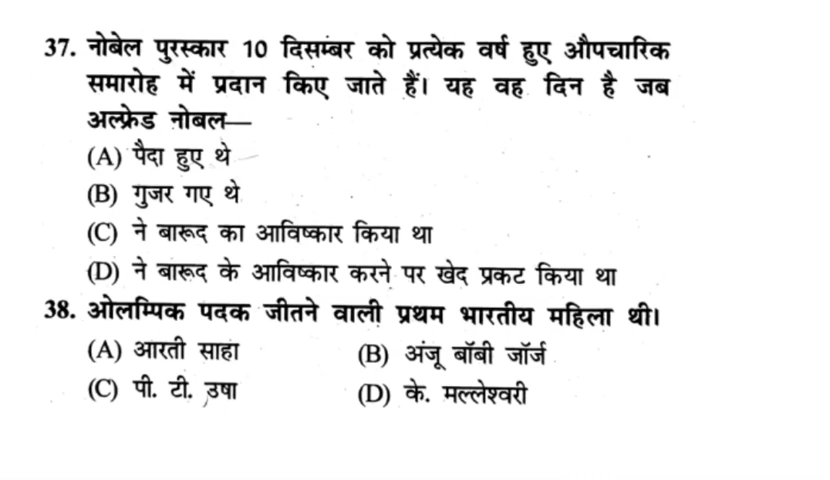 37. नोबेल पुरस्कार 10 दिसम्बर को प्रत्येक वर्ष हुए औपचारिक
समारोह में प्रदान किए जाते हैं। यह वह दिन है जब
अल्फ्रेड नोबल—
(A) पैदा हुए थे
(B) गुजर गए थे
(C) ने बारूद का आविष्कार किया था
(D) ने बारूद के आविष्कार करने पर खेद प्रकट किया था
38. ओलम्पिक पदक जीतने वाली प्रथम भारतीय महिला थी।
(A) आरती साहा (B) अंजू बॉबी जॉर्ज
(C) पी. टी. उषा (D) के. मल्लेश्वरी